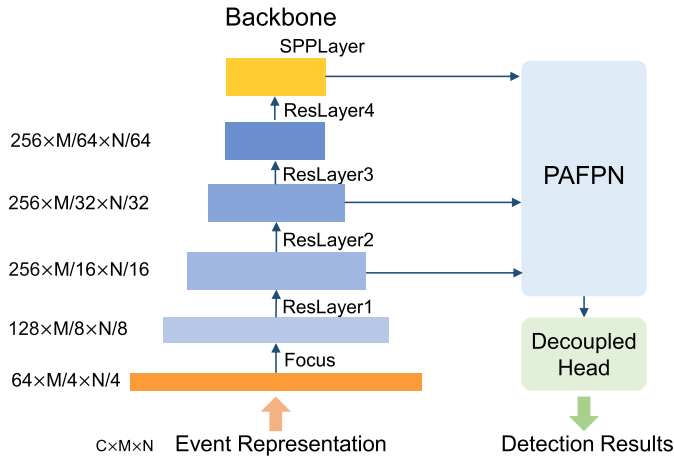 Backbone
SPPLayer
ResLayer4
256×M/64×N/64
ResLayer3
PAFPN
256×M/32×N/32
ResLayer2
256×M/16×N/16
ResLayer1
128×M/8×N/8
Decoupled
Head
Focus
64×M/4×N/4
C×M×N
Event Representation
Detection Results